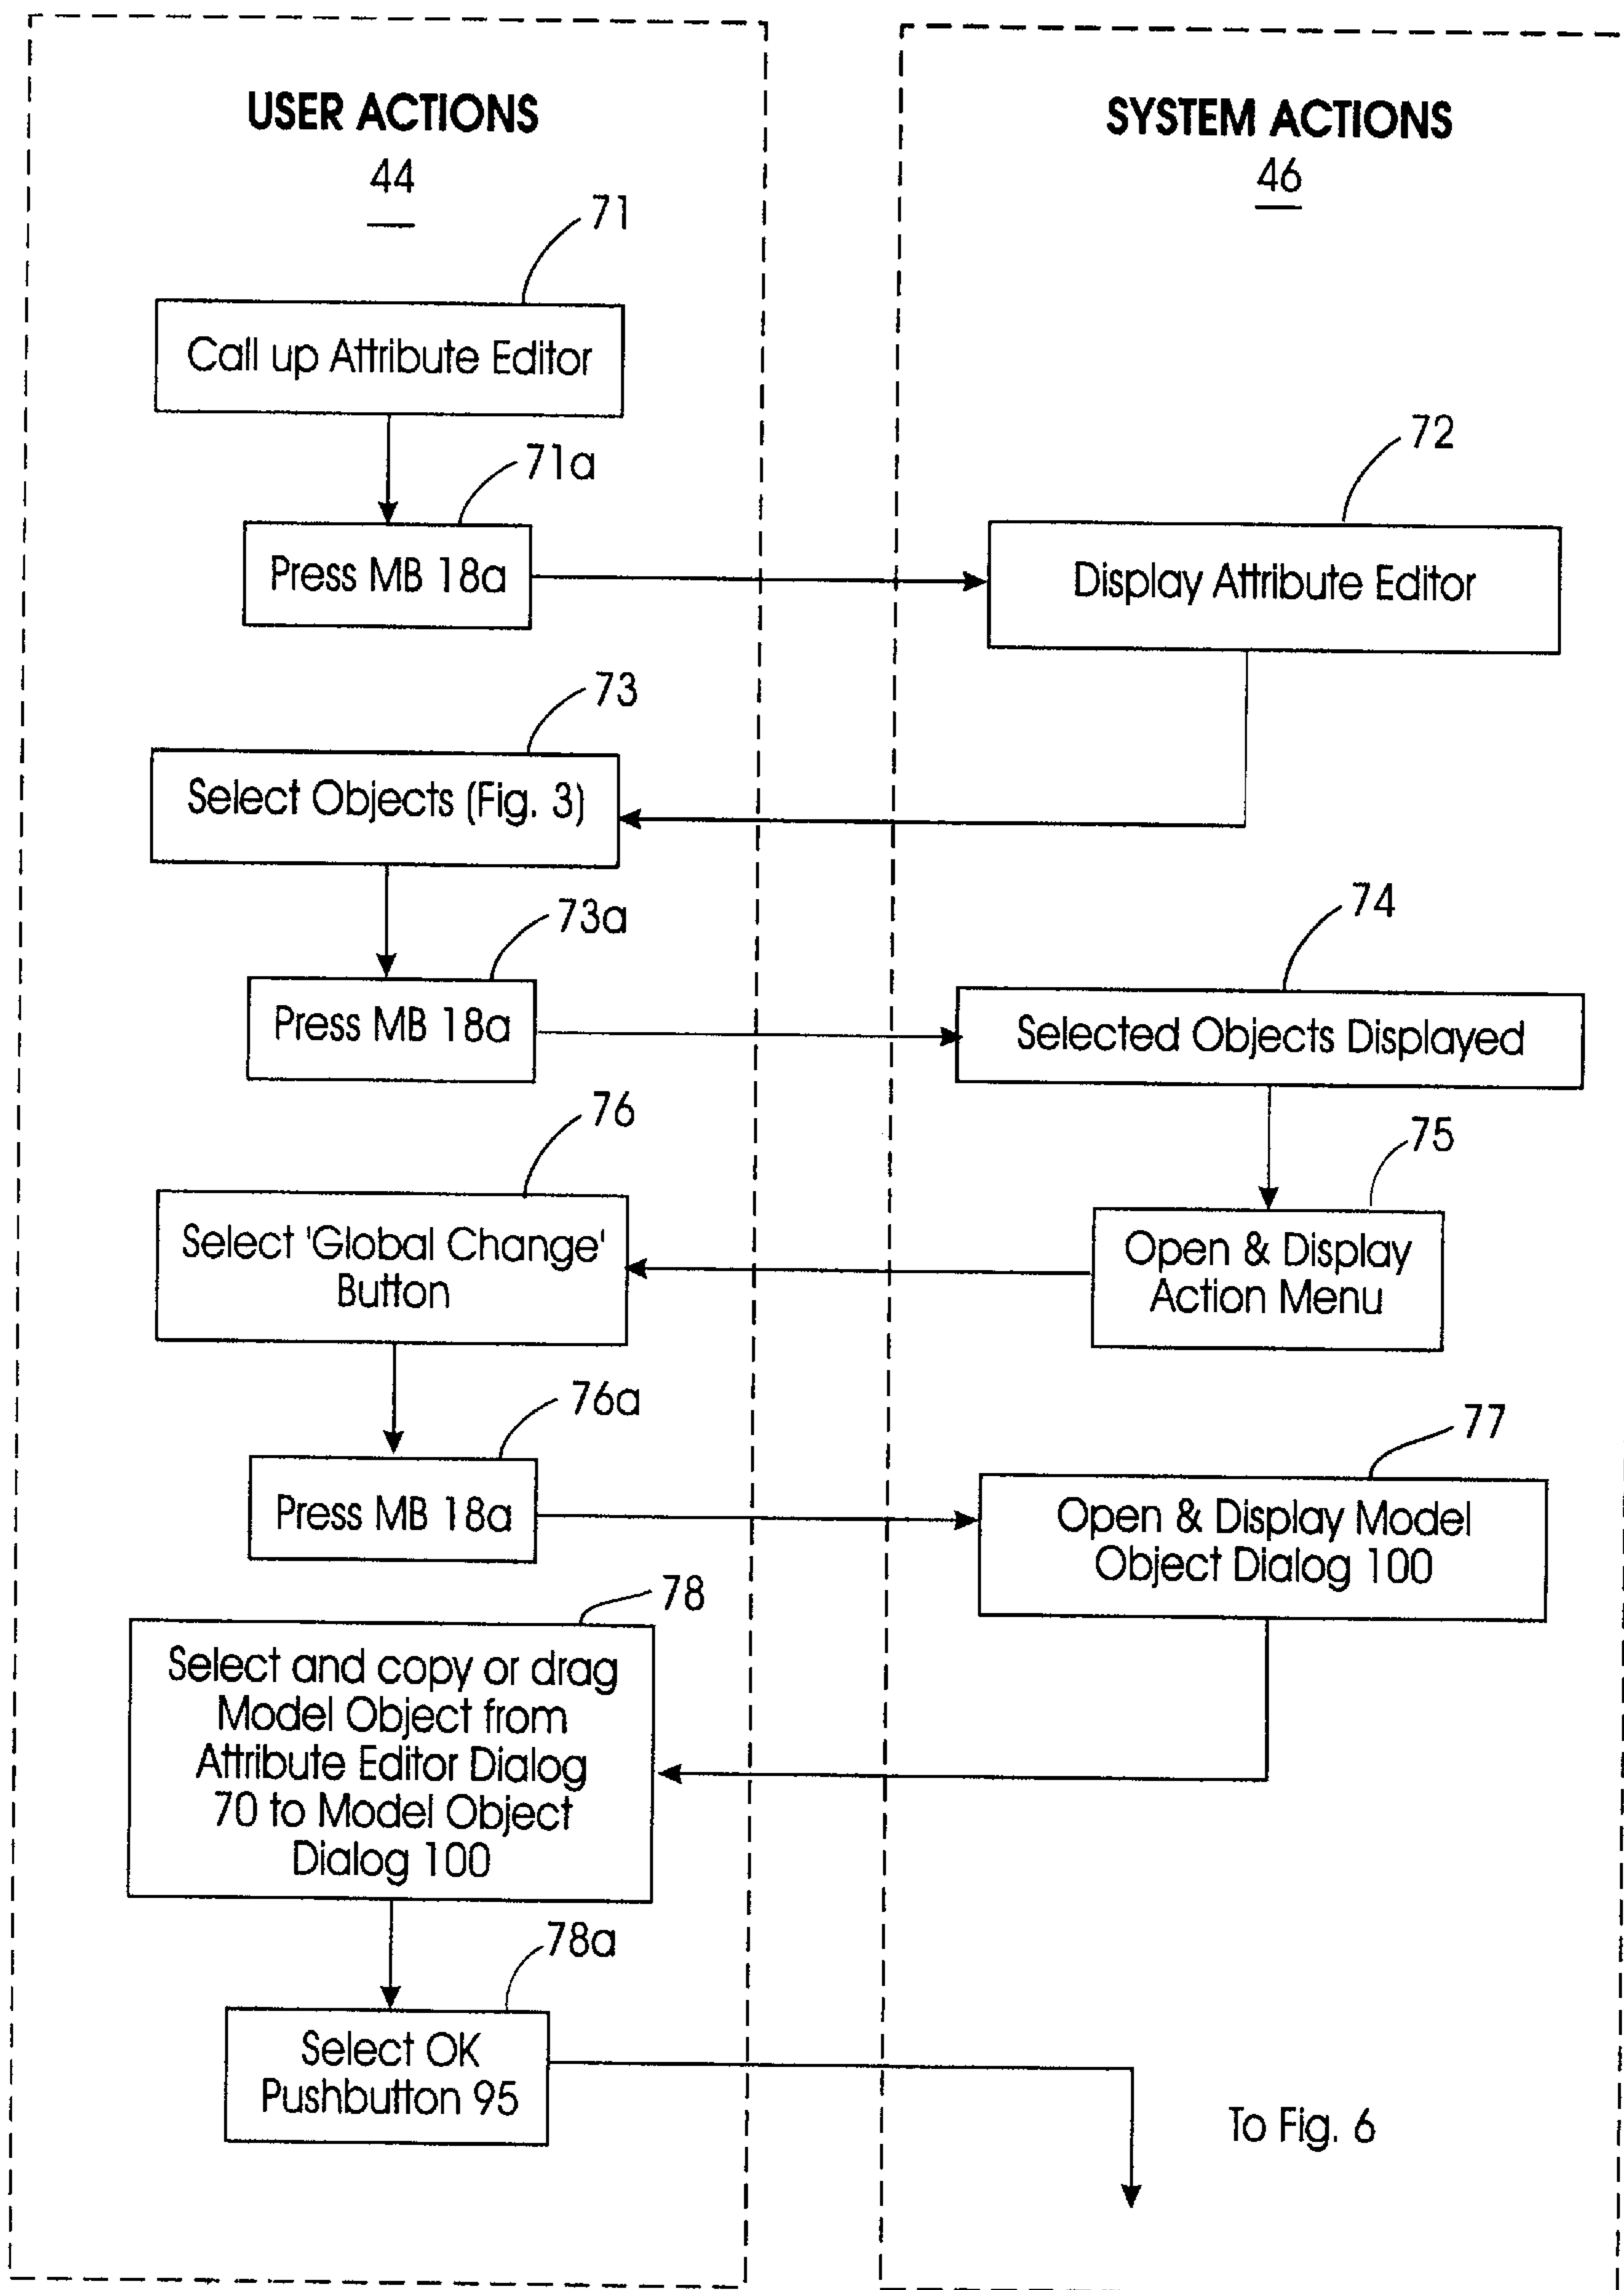 USER ACTIONS
44
SYSTEM ACTIONS
46
71
Call up Attribute Editor
71a
Press MB 18a
72
Display Attribute Editor
73
Select Objects (Fig. 3)
73a
Press MB 18a
74
Selected Objects Displayed
75
Open & Display
Action Menu
76
Select 'Global Change'
Button
76a
Press MB 18a
77
Open & Display Model
Object Dialog 100
78
Select and copy or drag
Model Object from
Attribute Editor Dialog
70 to Model Object
Dialog 100
78a
Select OK
Pushbutton 95
To Fig. 6